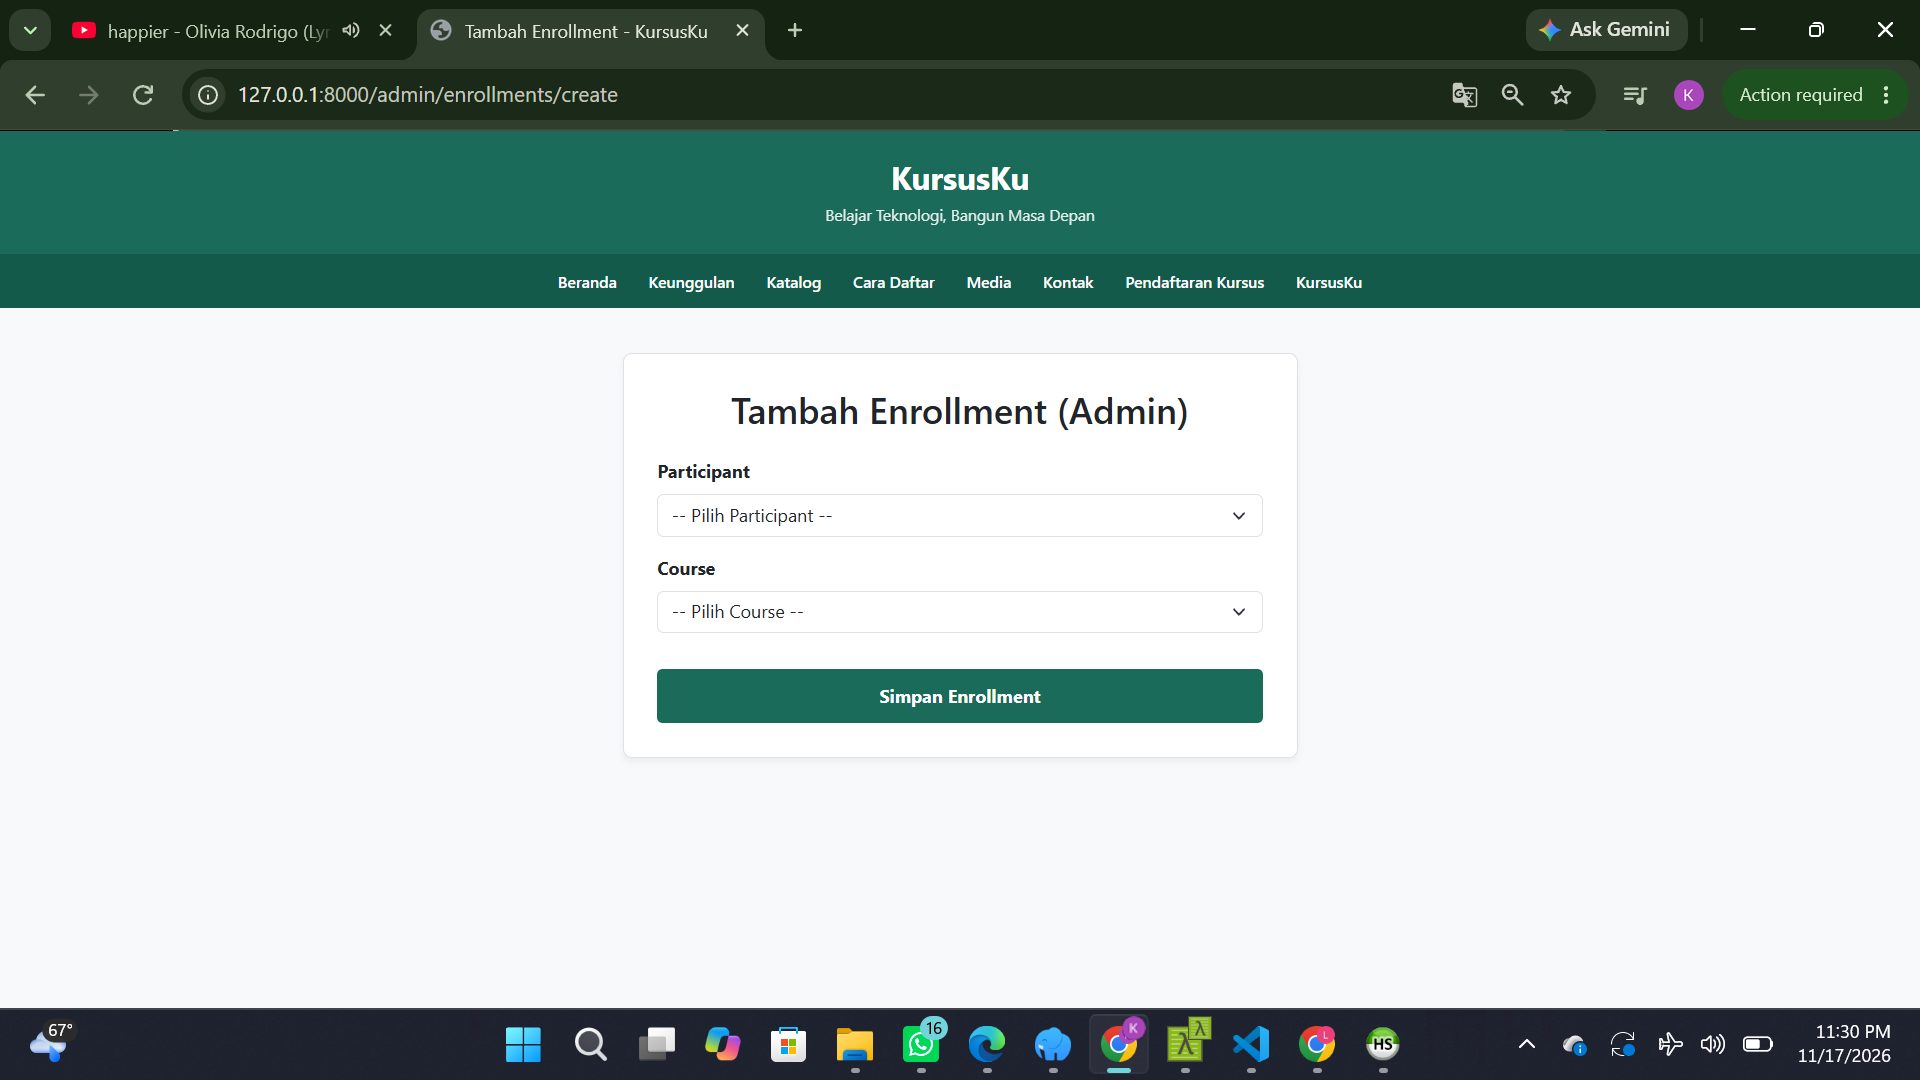 happier - Olivia Rodrigo (Lyr
Tambah Enrollment - KursusKu
Ask Gemini
127.0.0.1:8000/admin/enrollments/create
K
Action required
KursusKu
Belajar Teknologi, Bangun Masa Depan
Beranda Keunggulan Katalog Cara Daftar Media Kontak Pendaftaran Kursus KursusKu
Tambah Enrollment (Admin)
Participant
-- Pilih Participant --
Course
-- Pilih Course --
Simpan Enrollment
67°
16
K
λ
λ
L
HS
11:30 PM
11/17/2026